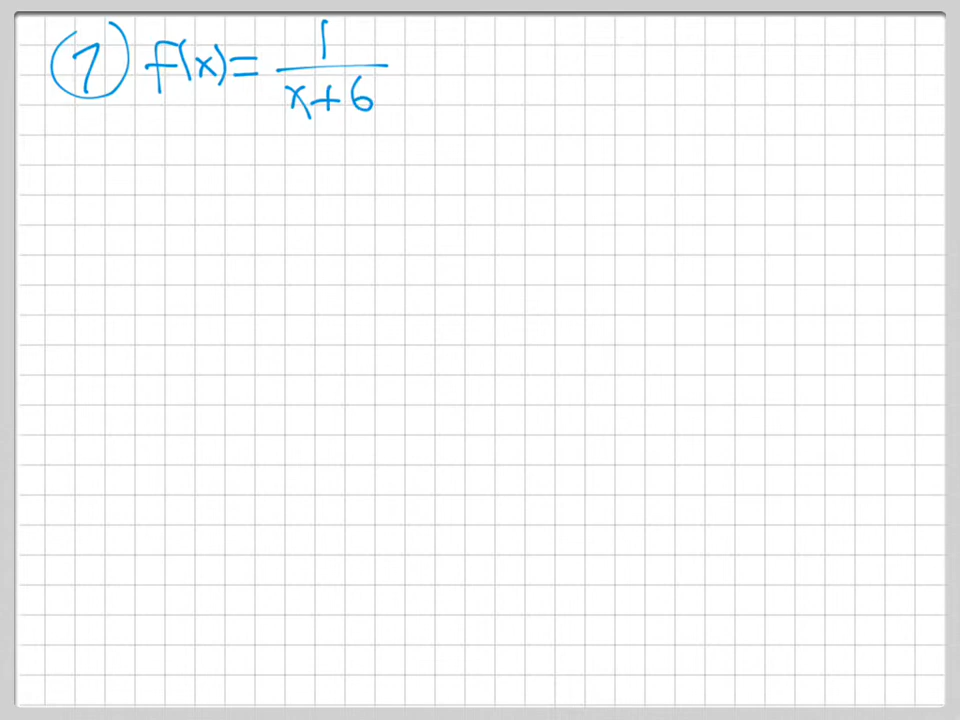 ⑦ f(x) = 1/(x+6)